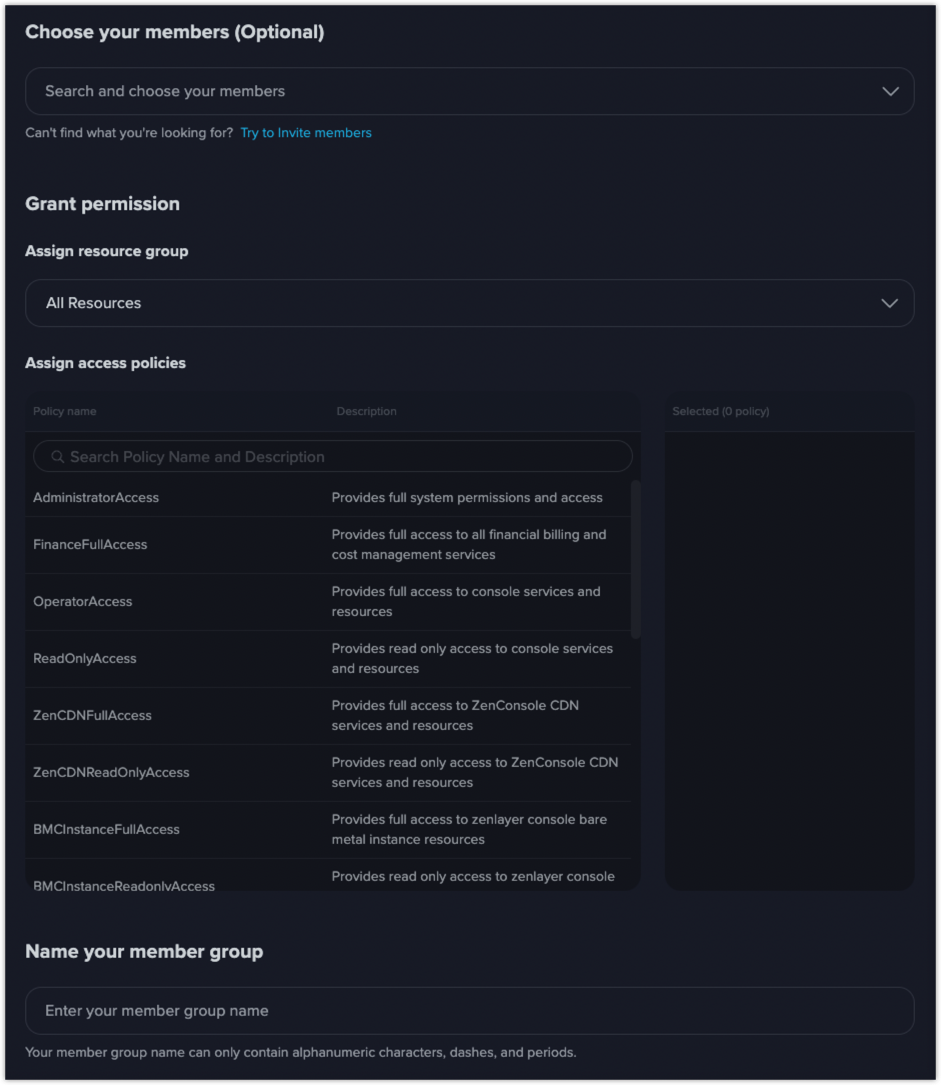 Choose your members (Optional)
Search and choose your members
Can't find what you're looking for? Try to Invite members
Grant permission
Assign resource group
All Resources
Assign access policies
Policy name Description Selected (0 policy)
Search Policy Name and Description
AdministratorAccess Provides full system permissions and access
FinanceFullAccess Provides full access to all financial billing and
cost management services
OperatorAccess Provides full access to console services and
resources
ReadOnlyAccess Provides read only access to console services
and resources
ZenCDNFullAccess Provides full access to ZenConsole CDN
services and resources
ZenCDNReadOnlyAccess Provides read only access to ZenConsole CDN
services and resources
BMCInstanceFullAccess Provides full access to zenlayer console bare
metal instance resources
BMCInstanceReadonlyAccess Provides read only access to zenlayer console
Name your member group
Enter your member group name
Your member group name can only contain alphanumeric characters, dashes, and periods.